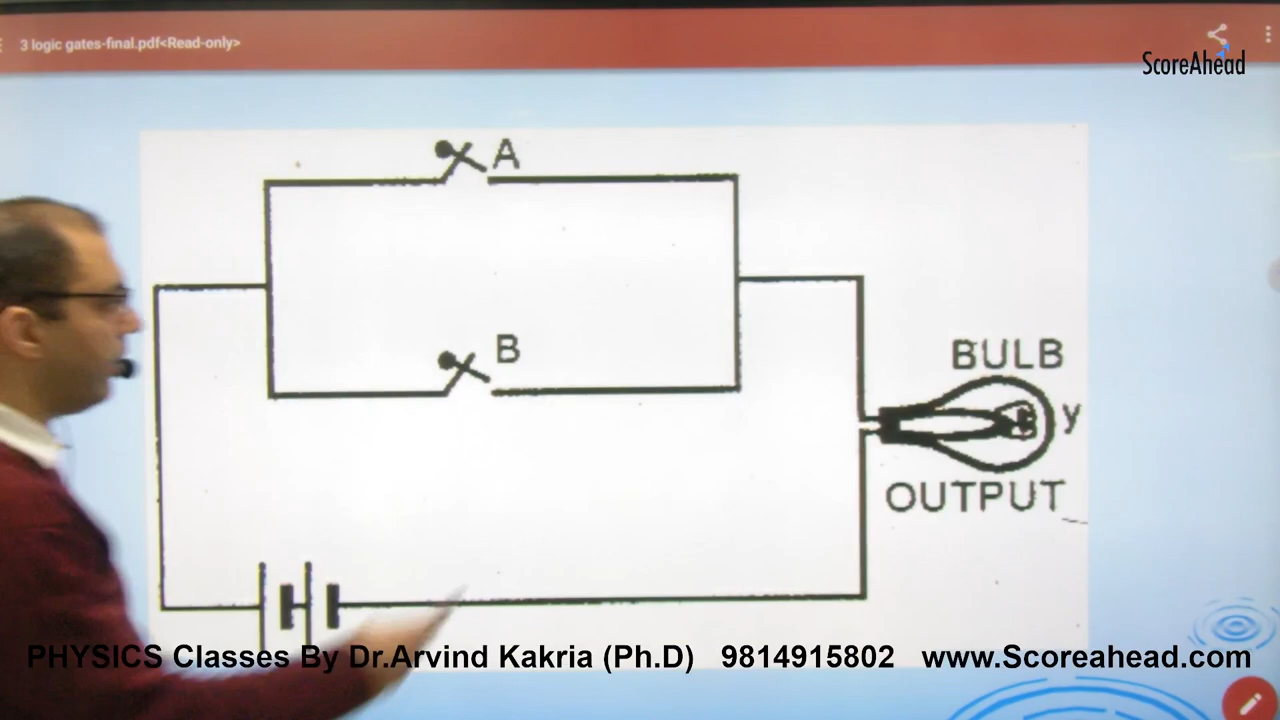 3 logic gates-final.pdf<Read-only>
ScoreAhead
A
B
BULB
y
OUTPUT
PHYSICS Classes By Dr.Arvind Kakria (Ph.D) 9814915802 www.Scoreahead.com